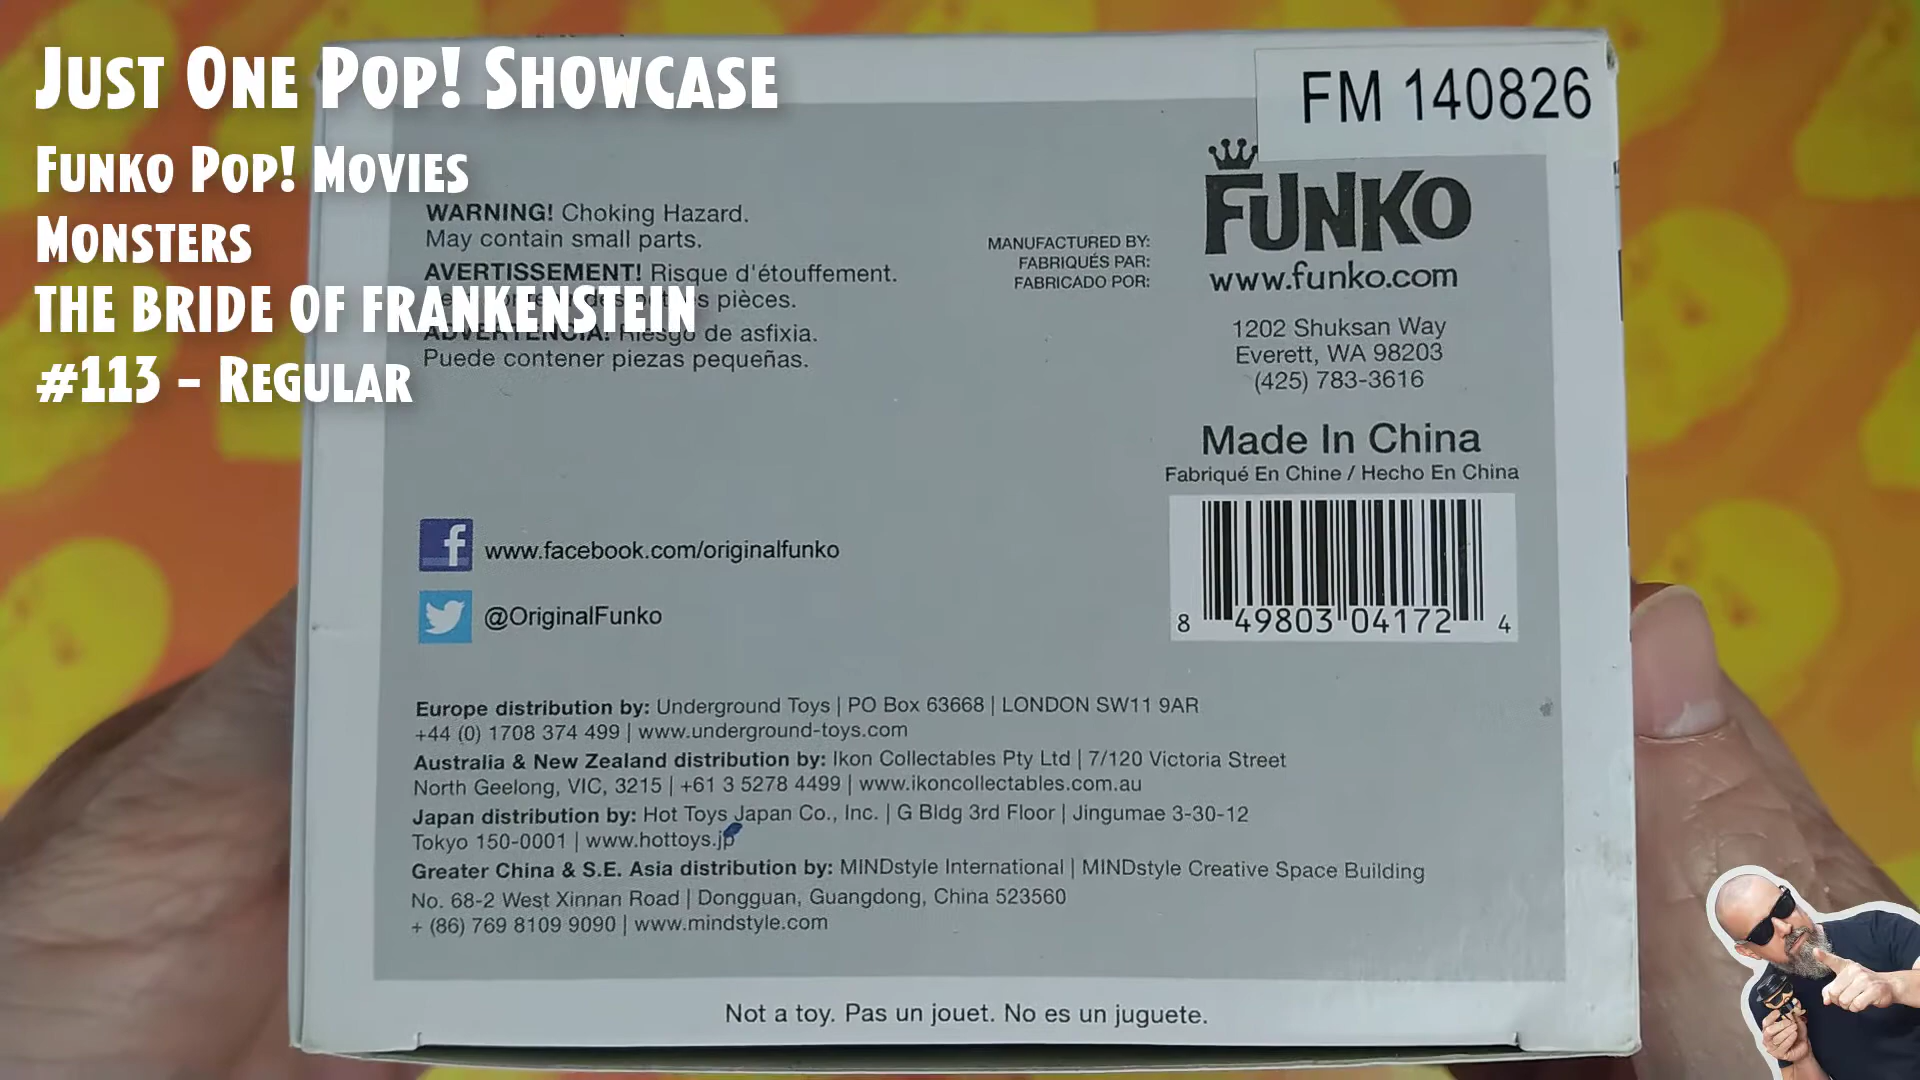 Just One Pop! Showcase
Funko Pop! Movies
Monsters
THE BRIDE OF FRANKENSTEIN
#113 - Regular
FM 140826
WARNING! Choking Hazard.
May contain small parts.
AVERTISSEMENT! Risque d'étouffement.
pièces.
ADVERTENCIA! Riesgo de asfixia.
Puede contener piezas pequeñas.
MANUFACTURED BY:
FABRIQUÉS PAR:
FABRICADO POR:
FUNKO
www.funko.com
1202 Shuksan Way
Everett, WA 98203
(425) 783-3616
Made In China
Fabriqué En Chine / Hecho En China
8 49803 04172 4
f www.facebook.com/originalfunko
@OriginalFunko
Europe distribution by: Underground Toys | PO Box 63668 | LONDON SW11 9AR
+44 (0) 1708 374 499 | www.underground-toys.com
Australia & New Zealand distribution by: Ikon Collectables Pty Ltd | 7/120 Victoria Street
North Geelong, VIC, 3215 | +61 3 5278 4499 | www.ikoncollectables.com.au
Japan distribution by: Hot Toys Japan Co., Inc. | G Bldg 3rd Floor | Jingumae 3-30-12
Tokyo 150-0001 | www.hottoys.jp
Greater China & S.E. Asia distribution by: MINDstyle International | MINDstyle Creative Space Building
No. 68-2 West Xinnan Road | Dongguan, Guangdong, China 523560
+ (86) 769 8109 9090 | www.mindstyle.com
Not a toy. Pas un jouet. No es un juguete.